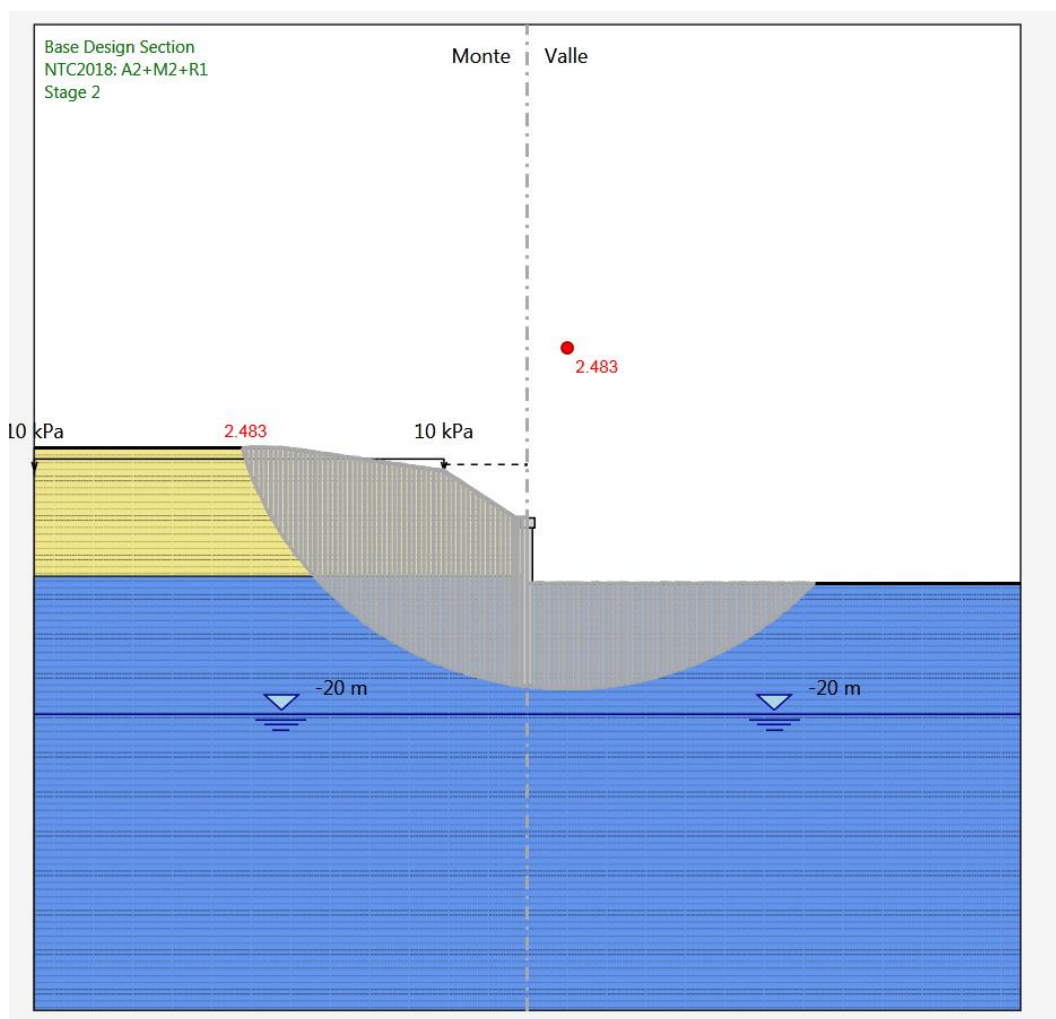 Base Design Section
NTC2018: A2+M2+R1
Stage 2
Monte
Valle
2.483
10 kPa
2.483
10 kPa
-20 m
-20 m